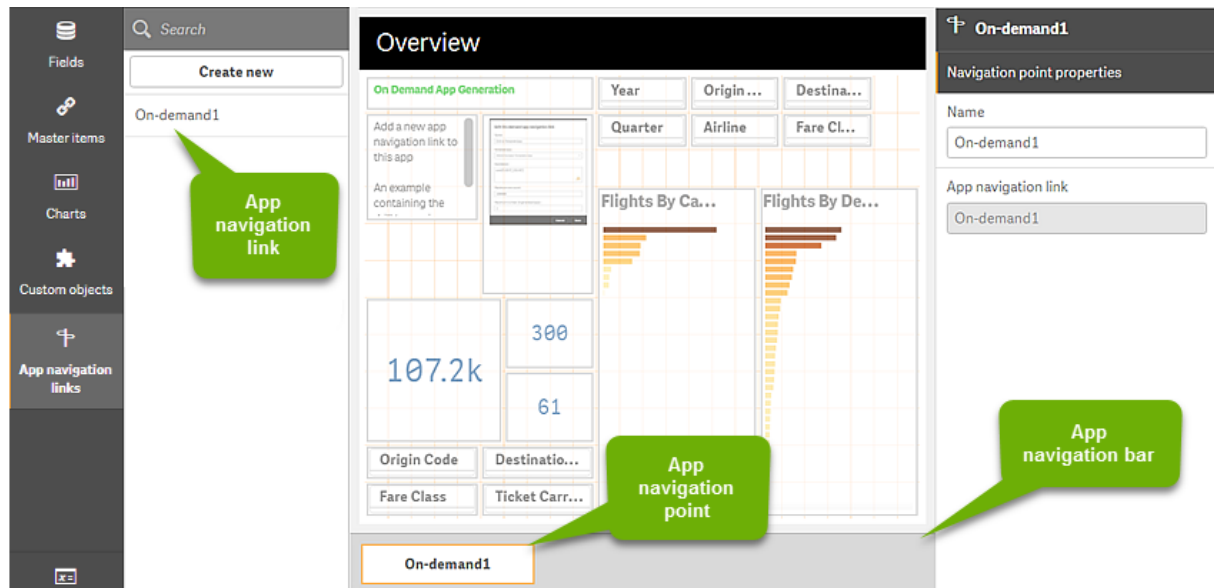 Fields
Master items
Charts
Custom objects
App navigation
links
Search
Create new
On-demand1
App
navigation
link
Overview
On Demand App Generation
Add a new app
navigation link to
this app
An example
containing the
Year
Origin ...
Destina...
Quarter
Airline
Fare Cl...
Flights By Ca...
Flights By De...
107.2k
300
61
Origin Code
Destinatio...
Fare Class
Ticket Carr...
App
navigation
point
On-demand1
App
navigation bar
On-demand1
Navigation point properties
Name
On-demand1
App navigation link
On-demand1